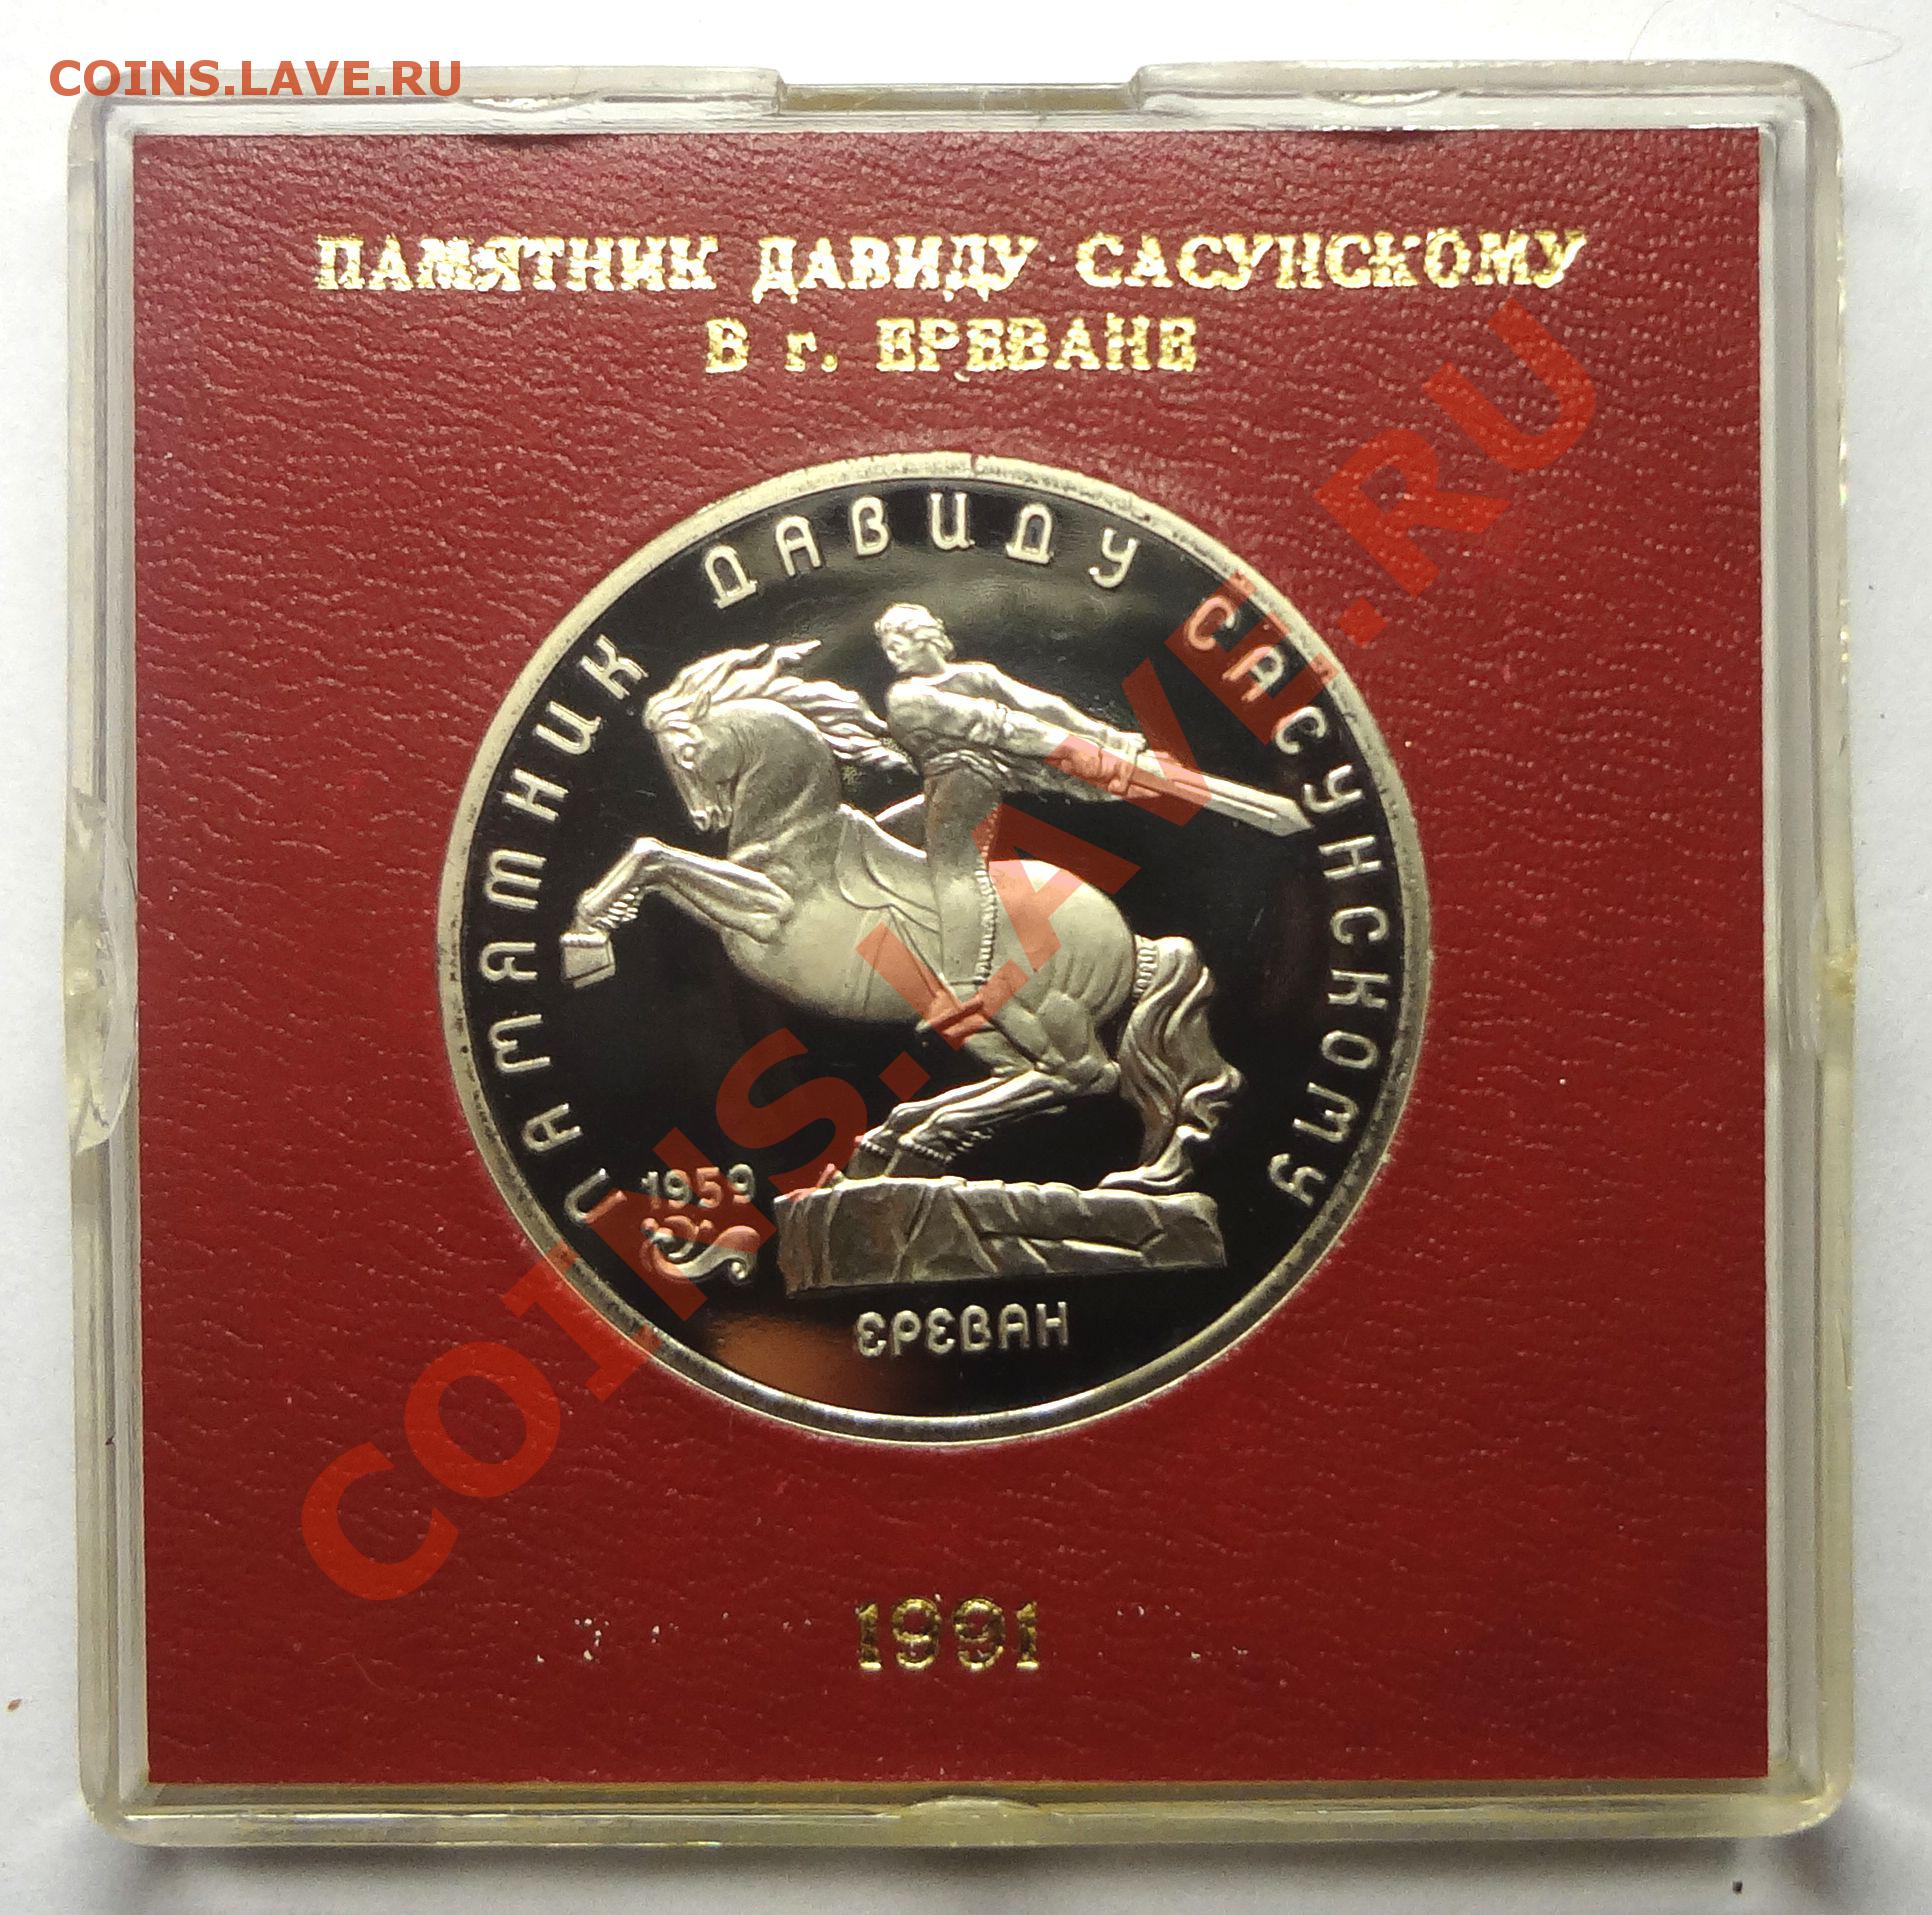 COINS.LAVE.RU
ПАМЯТНИК ДАВИДУ САСУНСКОМУ
В г. ЕРЕВАНЕ
ПАМЯТНИК ДАВИДУ САСУНСКОМУ
1959
ЕРЕВАН
1991
COINS.LAVE.RU